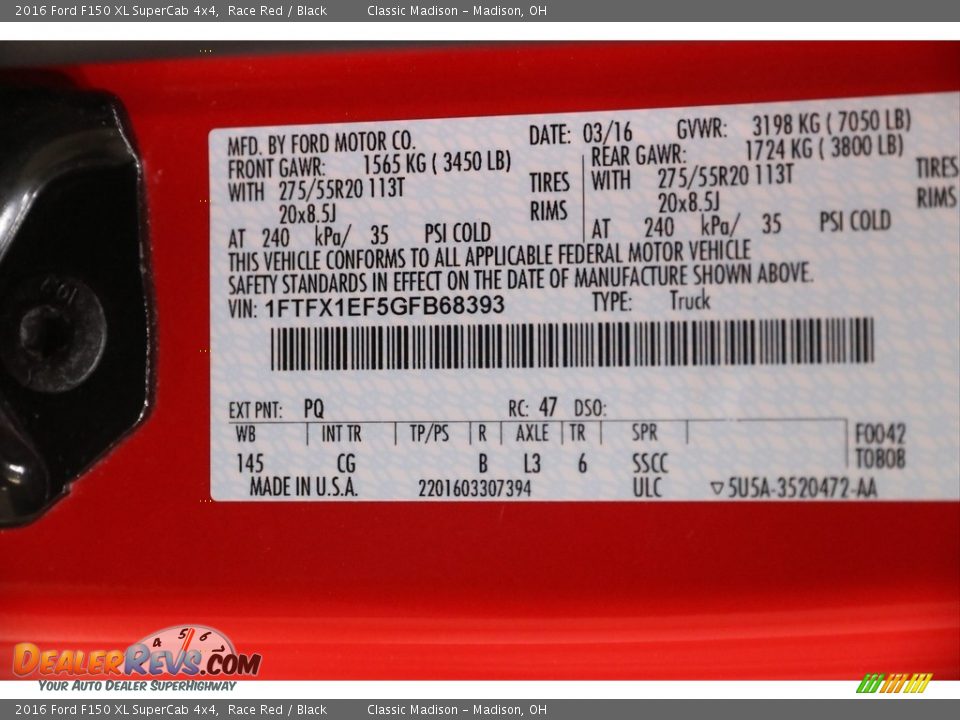 2016 Ford F150 XL SuperCab 4x4, Race Red / Black Classic Madison – Madison, OH
MFD. BY FORD MOTOR CO. DATE: 03/16 GVWR: 3198 KG ( 7050 LB)
FRONT GAWR: 1565 KG ( 3450 LB) REAR GAWR: 1724 KG ( 3800 LB)
WITH 275/55R20 113T TIRES WITH 275/55R20 113T TIRES
20x8.5J RIMS 20x8.5J RIMS
AT 240 kPa/ 35 PSI COLD AT 240 kPa/ 35 PSI COLD
THIS VEHICLE CONFORMS TO ALL APPLICABLE FEDERAL MOTOR VEHICLE
SAFETY STANDARDS IN EFFECT ON THE DATE OF MANUFACTURE SHOWN ABOVE.
VIN: 1FTFX1EF5GFB68393 TYPE: Truck
EXT PNT: PQ RC: 47 DSO:
WB INT TR TP/PS R AXLE TR SPR F0042
145 CG B L3 6 SSCC T0808
MADE IN U.S.A. 2201603307394 ULC ▽5U5A-3520472-AA
4 5 6
DEALERREVS.COM
YOUR AUTO DEALER SUPERHIGHWAY
2016 Ford F150 XL SuperCab 4x4, Race Red / Black Classic Madison – Madison, OH